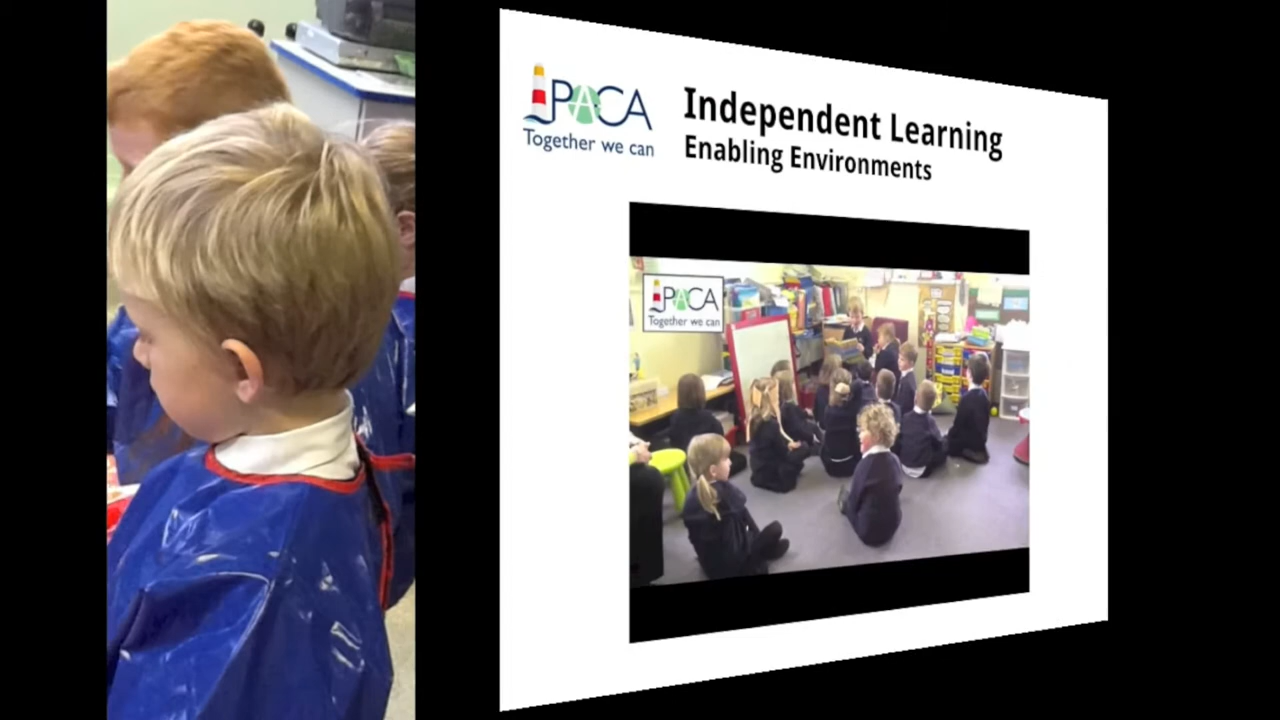 PACA
Together we can
Independent Learning
Enabling Environments
PACA
Together we can